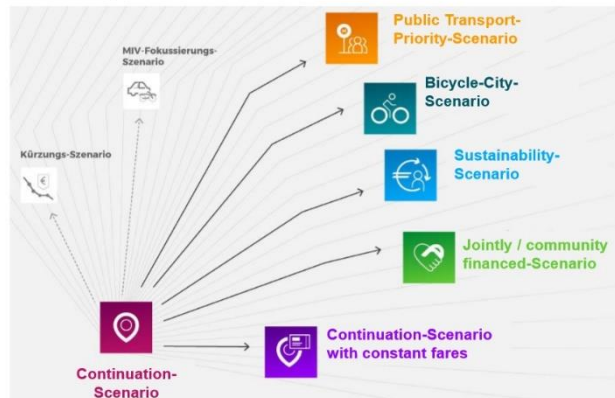 Public Transport-
Priority-Scenario
MIV-Fokussierungs-
Szenario
Bicycle-City-
Scenario
Kürzungs-Szenario
Sustainability-
Scenario
Jointly / community
financed-Scenario
Continuation-Scenario
with constant fares
Continuation-
Scenario